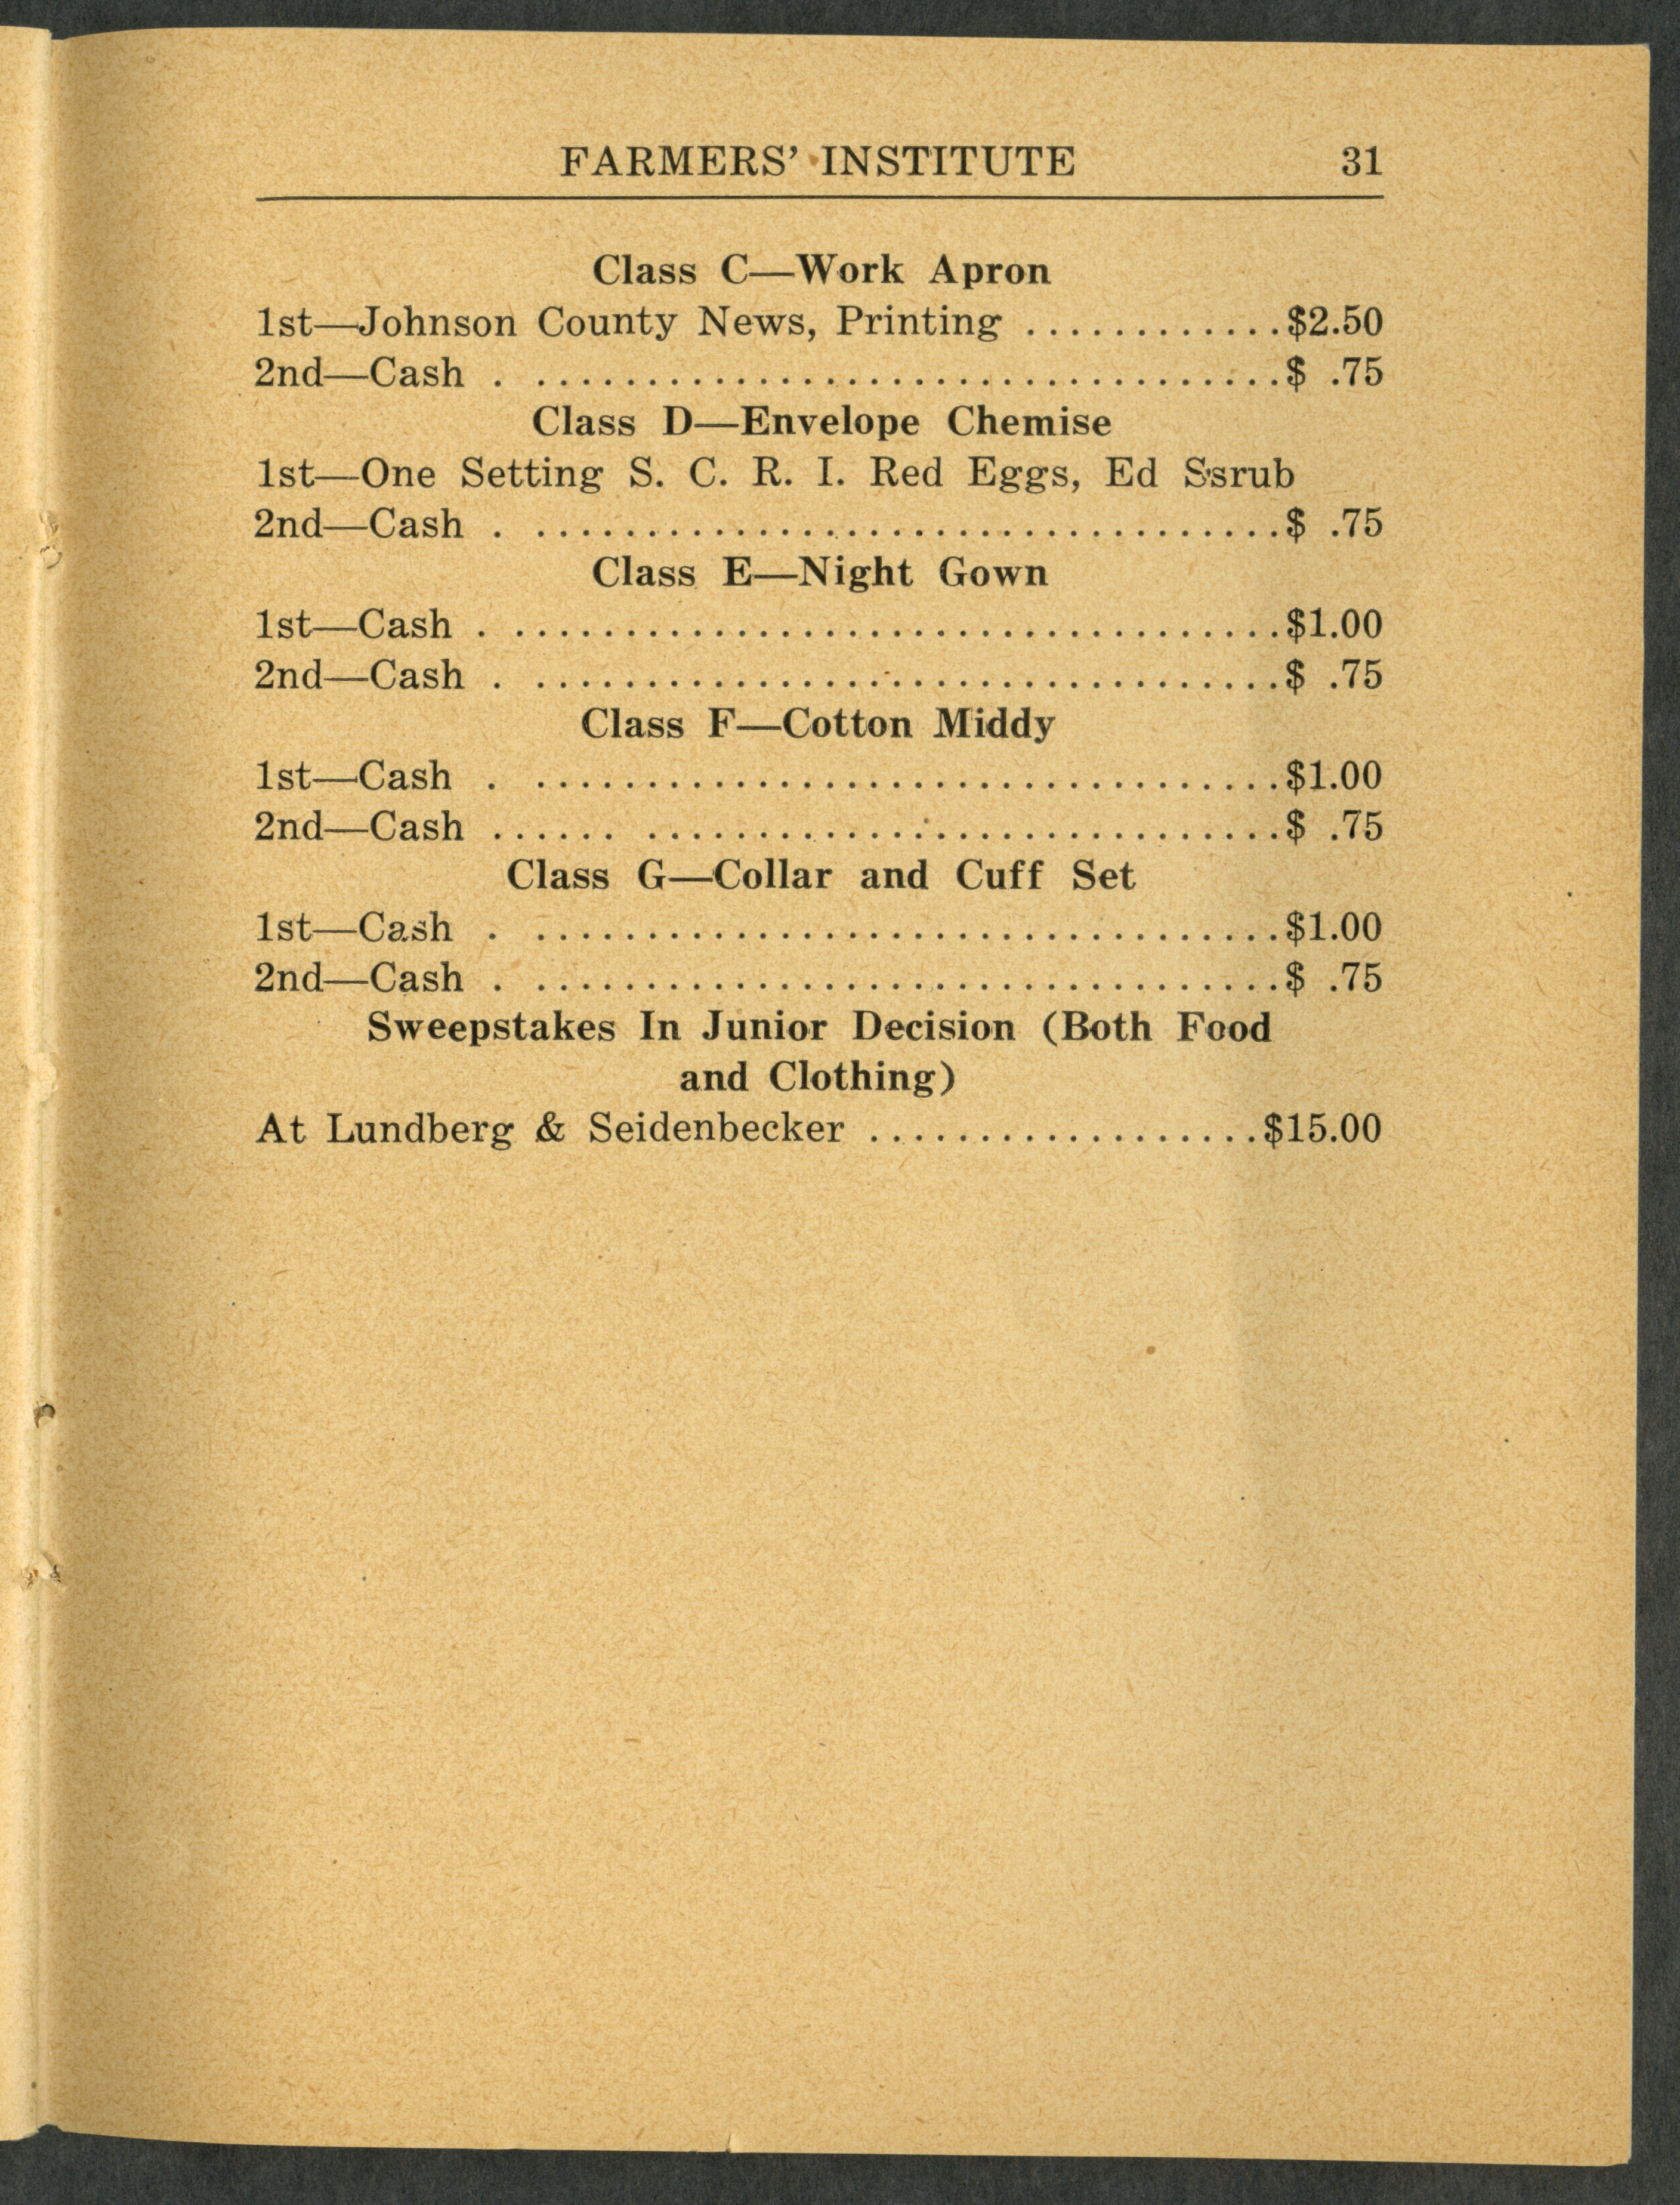 FARMERS' INSTITUTE 31
Class C—Work Apron
1st—Johnson County News, Printing ............$2.50
2nd—Cash . ..................................$ .75
Class D—Envelope Chemise
1st—One Setting S. C. R. I. Red Eggs, Ed Ssrub
2nd—Cash . ..................................$ .75
Class E—Night Gown
1st—Cash . ...................................$1.00
2nd—Cash . ..................................$ .75
Class F—Cotton Middy
1st—Cash . ..................................$1.00
2nd—Cash ...... .............................$ .75
Class G—Collar and Cuff Set
1st—Cash . ..................................$1.00
2nd—Cash . ..................................$ .75
Sweepstakes In Junior Decision (Both Food
and Clothing)
At Lundberg & Seidenbecker ..................$15.00